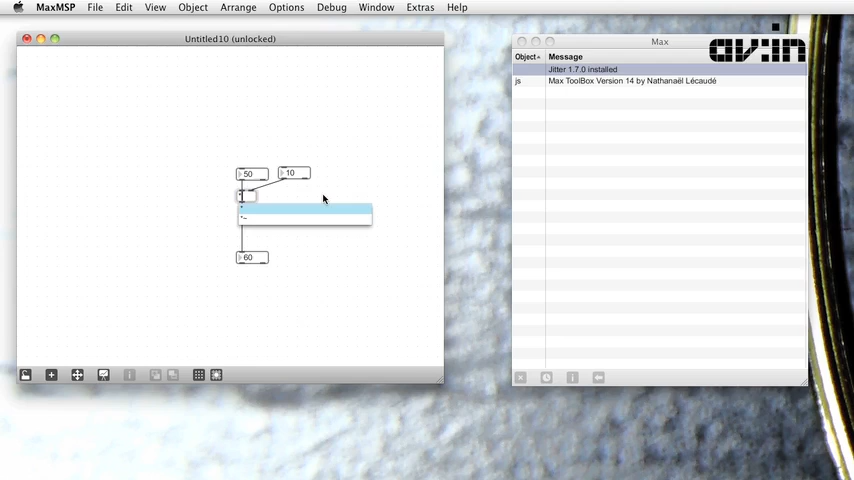 MaxMSP File Edit View Object Arrange Options Debug Window Extras Help
Untitled10 (unlocked)
50
10
*
*
*~
60
Max
av:in
Object Message
Jitter 1.7.0 installed
js Max ToolBox Version 14 by Nathanaël Lécaudé